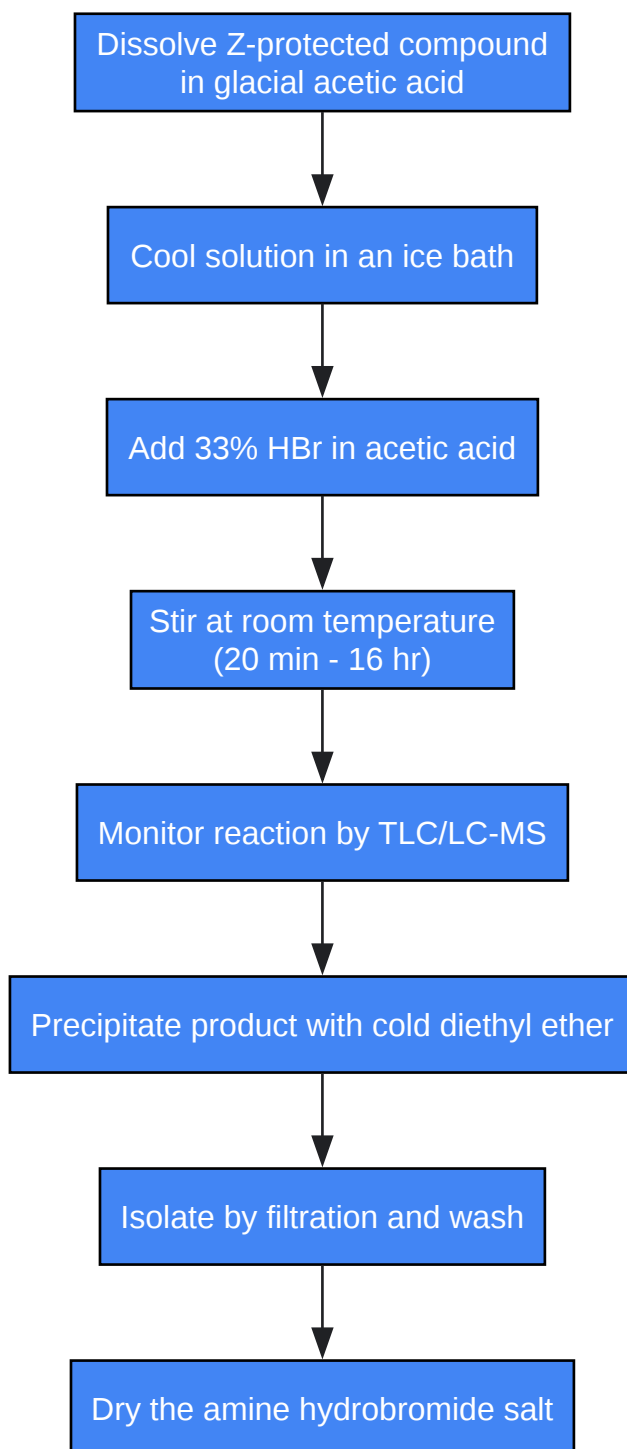 Dissolve Z-protected compound
in glacial acetic acid
Cool solution in an ice bath
Add 33% HBr in acetic acid
Stir at room temperature
(20 min - 16 hr)
Monitor reaction by TLC/LC-MS
Precipitate product with cold diethyl ether
Isolate by filtration and wash
Dry the amine hydrobromide salt